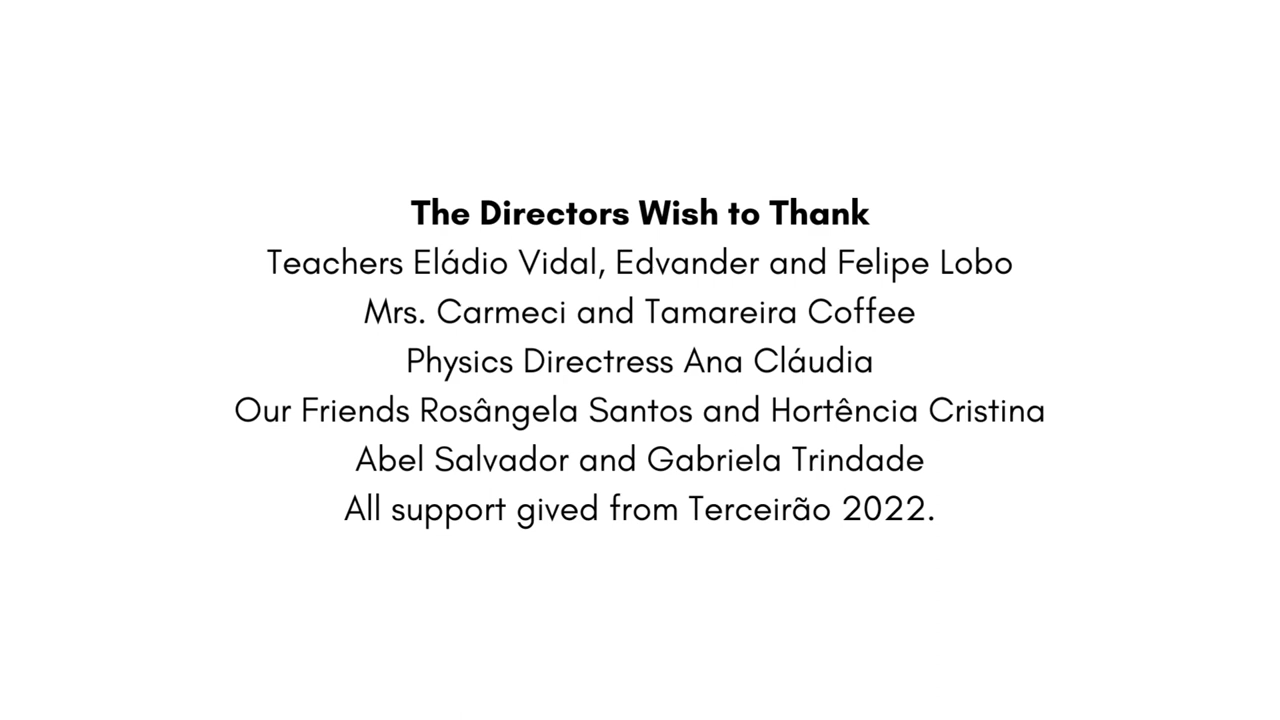 The Directors Wish to Thank
Teachers Eládio Vidal, Edvander and Felipe Lobo
Mrs. Carmeci and Tamareira Coffee
Physics Directress Ana Cláudia
Our Friends Rosângela Santos and Hortência Cristina
Abel Salvador and Gabriela Trindade
All support gived from Terceirão 2022.